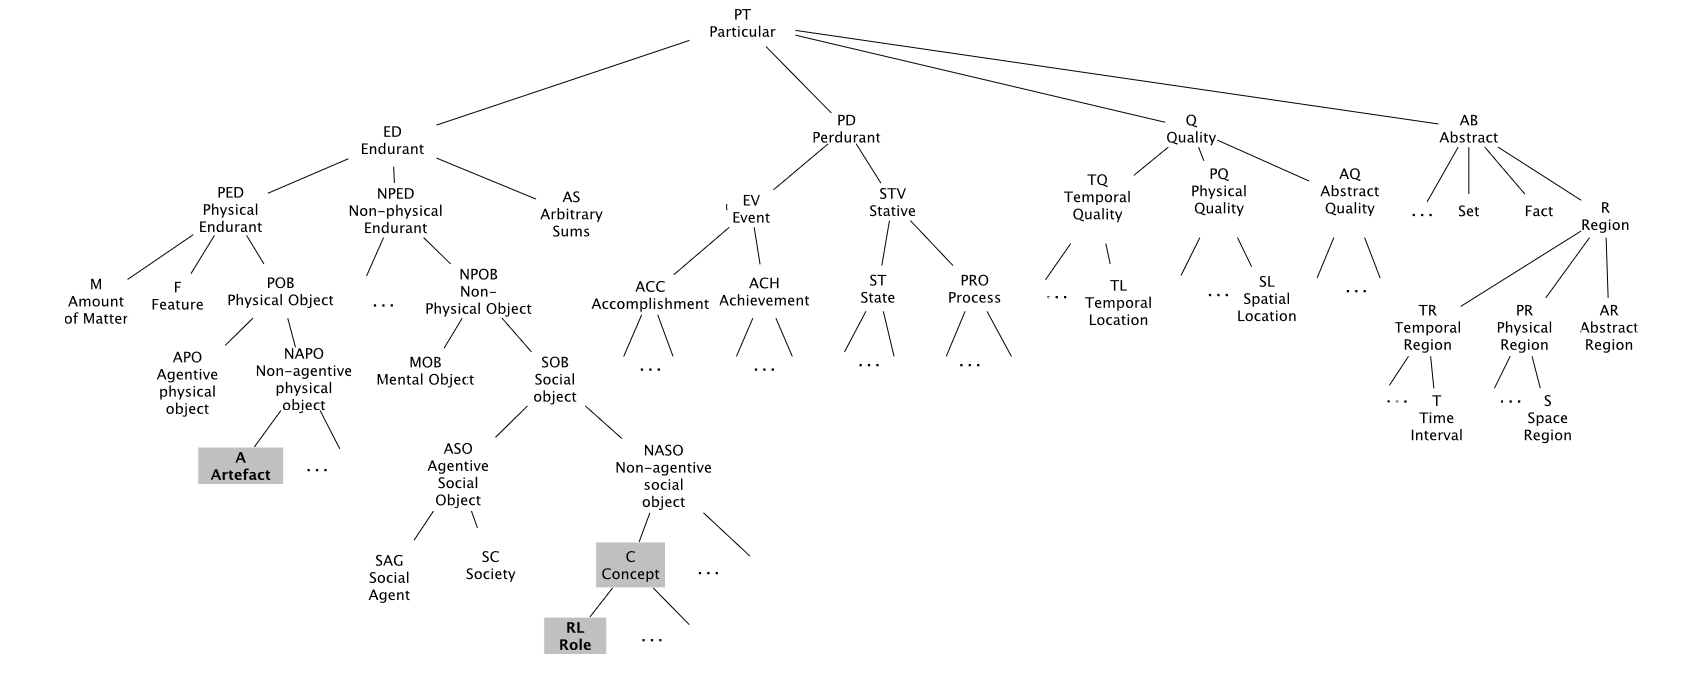 PT
Particular
ED
Endurant
PD
Perdurant
Q
Quality
AB
Abstract
PED
Physical
Endurant
NPED
Non-physical
Endurant
AS
Arbitrary
Sums
EV
Event
STV
Stative
TQ
Temporal
Quality
PQ
Physical
Quality
AQ
Abstract
Quality
...
Set
Fact
R
Region
M
Amount
of Matter
F
Feature
POB
Physical Object
...
NPOB
Non-
Physical Object
ACC
Accomplishment
ACH
Achievement
ST
State
PRO
Process
...
TL
Temporal
Location
...
SL
Spatial
Location
...
TR
Temporal
Region
PR
Physical
Region
AR
Abstract
Region
APO
Agentive
physical
object
NAPO
Non-agentive
physical
object
MOB
Mental Object
SOB
Social
object
...
...
...
...
...
T
Time
Interval
...
S
Space
Region
A
Artefact
...
ASO
Agentive
Social
Object
NASO
Non-agentive
social
object
SAG
Social
Agent
SC
Society
C
Concept
...
RL
Role
...